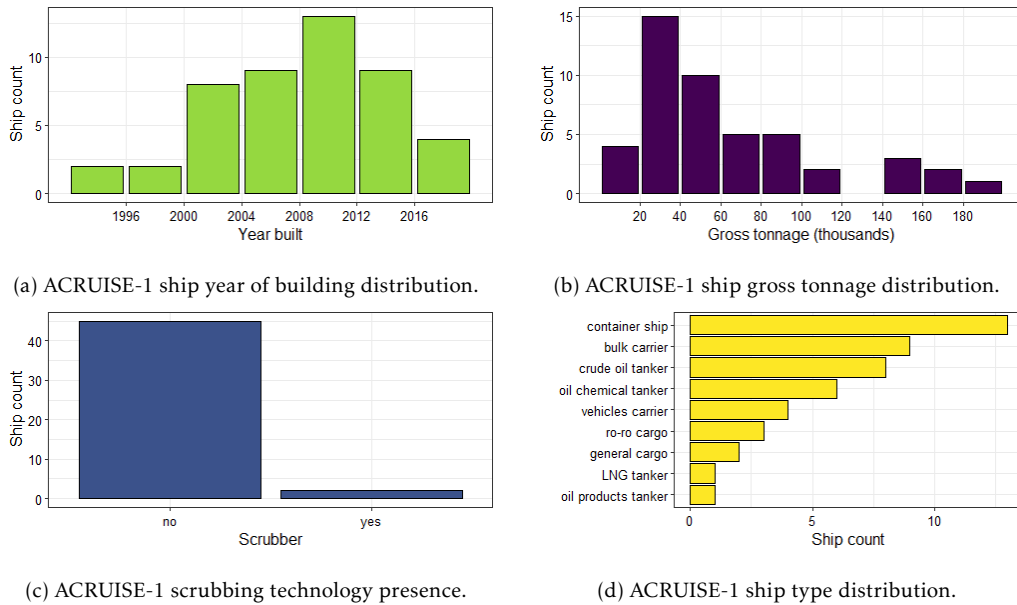 Ship count
10
5
0
1996 2000 2004 2008 2012 2016
Year built
(a) ACRUISE-1 ship year of building distribution.
Ship count
15
10
5
0
20 40 60 80 100 120 140 160 180
Gross tonnage (thousands)
(b) ACRUISE-1 ship gross tonnage distribution.
Ship count
40
30
20
10
0
no yes
Scrubber
(c) ACRUISE-1 scrubbing technology presence.
container ship
bulk carrier
crude oil tanker
oil chemical tanker
vehicles carrier
ro-ro cargo
general cargo
LNG tanker
oil products tanker
0 5 10
Ship count
(d) ACRUISE-1 ship type distribution.